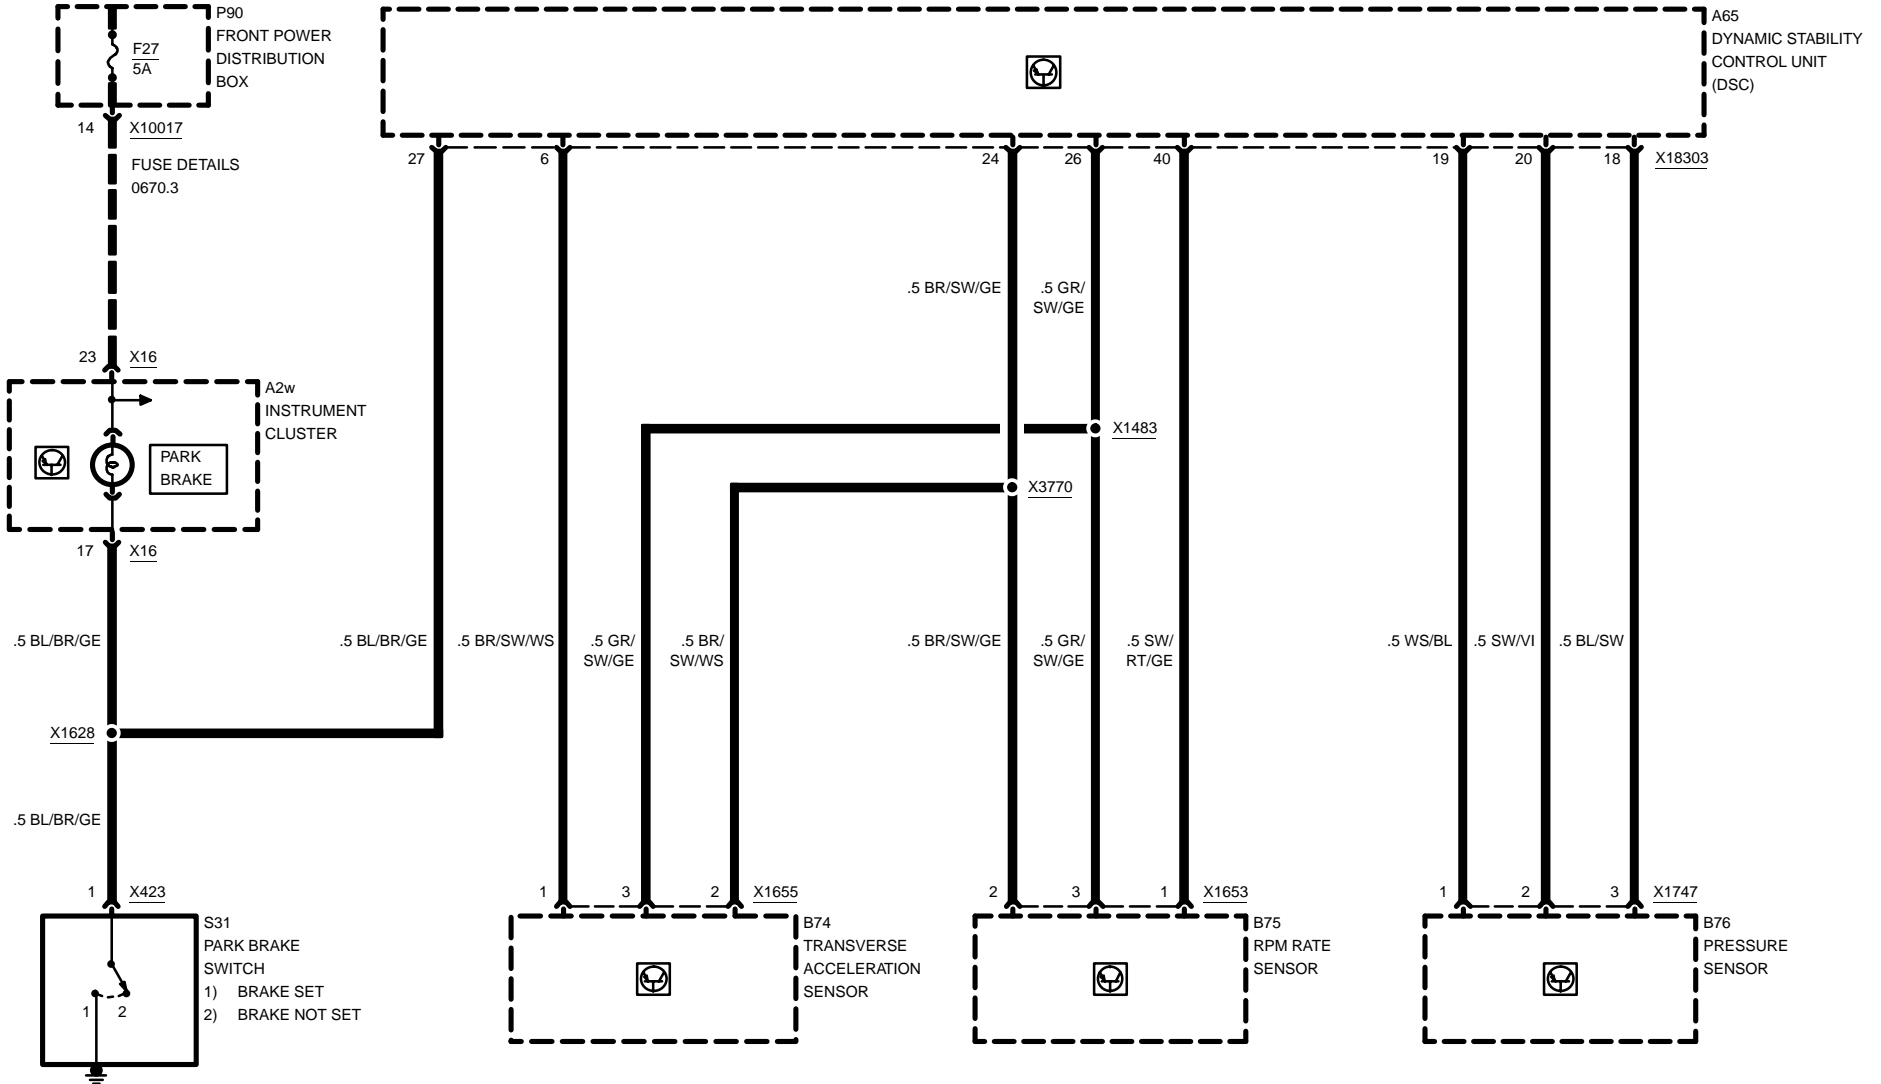 P90
FRONT POWER
DISTRIBUTION
BOX
F27
5A
14 X10017
FUSE DETAILS
0670.3
A65
DYNAMIC STABILITY
CONTROL UNIT
(DSC)
27 6 24 26 40 19 20 18 X18303
.5 BR/SW/GE
.5 GR/
SW/GE
23 X16
A2w
INSTRUMENT
CLUSTER
PARK
BRAKE
17 X16
X1483
X3770
.5 BL/BR/GE
.5 BL/BR/GE
.5 BR/SW/WS
.5 GR/
SW/GE
.5 BR/
SW/WS
.5 BR/SW/GE
.5 GR/
SW/GE
.5 SW/
RT/GE
.5 WS/BL
.5 SW/VI
.5 BL/SW
X1628
.5 BL/BR/GE
1 X423
1 3 2 X1655
2 3 1 X1653
1 2 3 X1747
S31
PARK BRAKE
SWITCH
1) BRAKE SET
2) BRAKE NOT SET
1 2
B74
TRANSVERSE
ACCELERATION
SENSOR
B75
RPM RATE
SENSOR
B76
PRESSURE
SENSOR